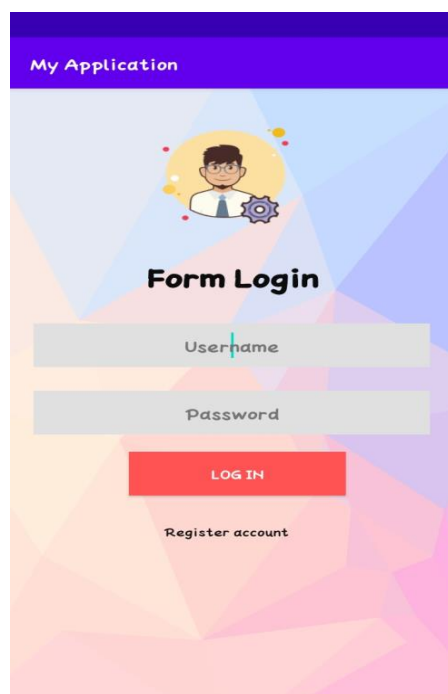 My Application
Form Login
Username
Password
LOG IN
Register account